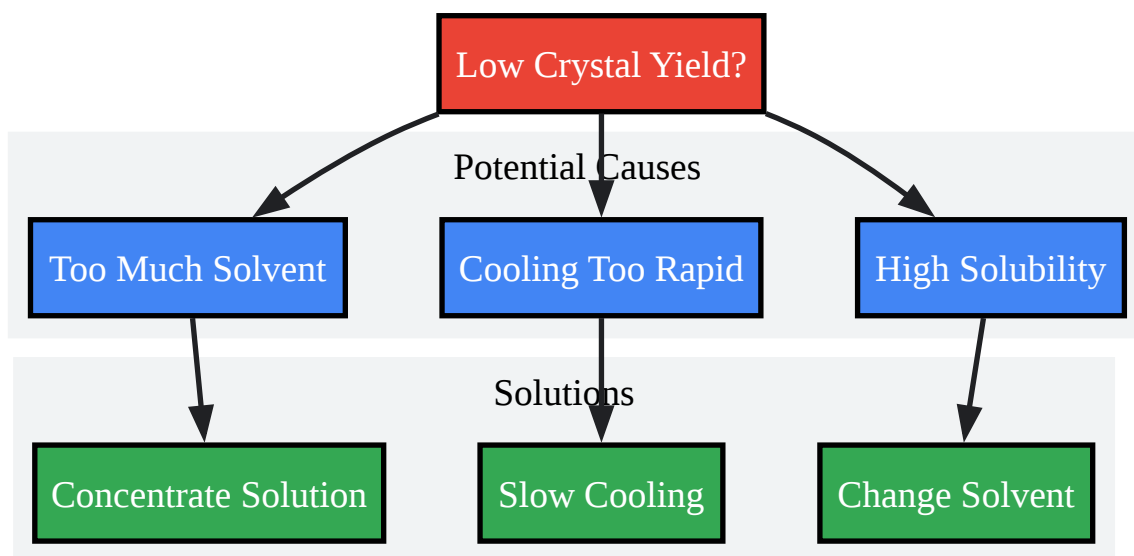 Low Crystal Yield?
Potential Causes
Too Much Solvent
Cooling Too Rapid
High Solubility
Solutions
Concentrate Solution
Slow Cooling
Change Solvent